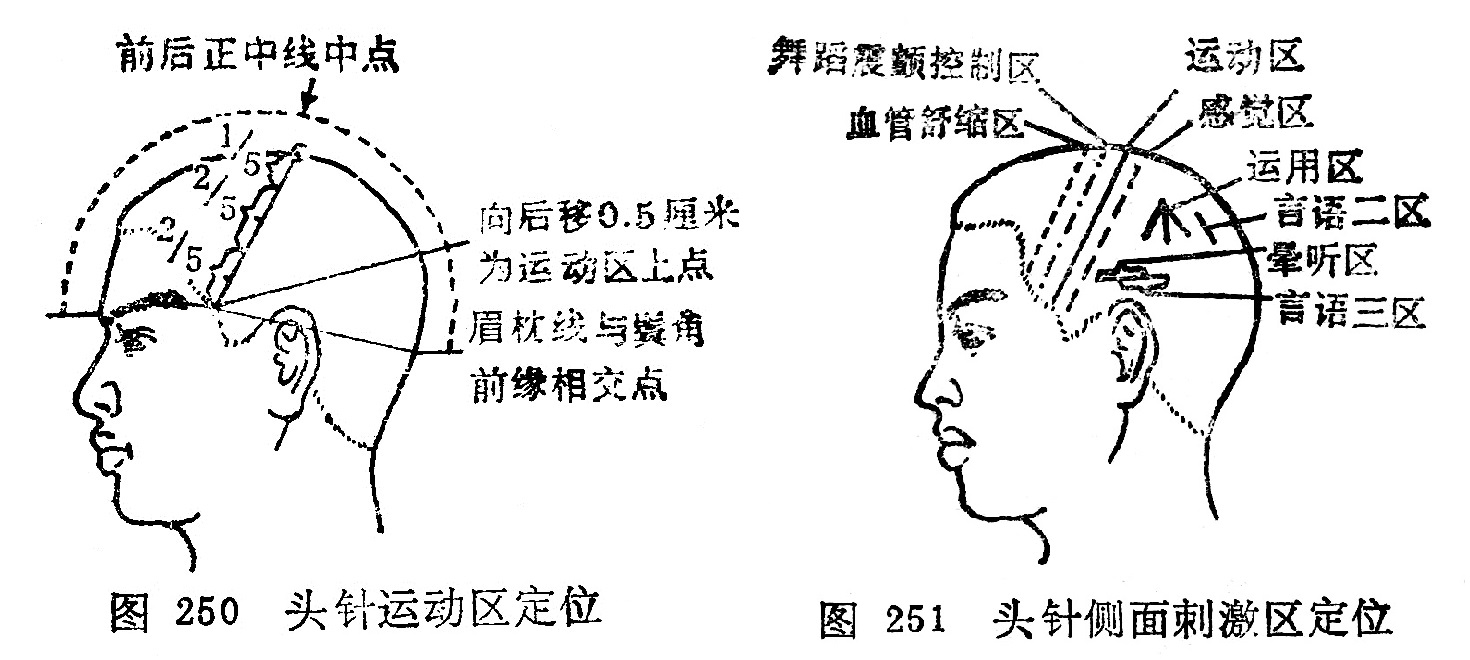 前后正中线中点
1/5
2/5
2/5
向后移0.5厘米
为运动区上点
眉枕线与鬓角
前缘相交点
图 250 头针运动区定位
舞蹈震颤控制区
运动区
血管舒缩区
感觉区
运用区
言语二区
晕听区
言语三区
图 251 头针侧面刺激区定位